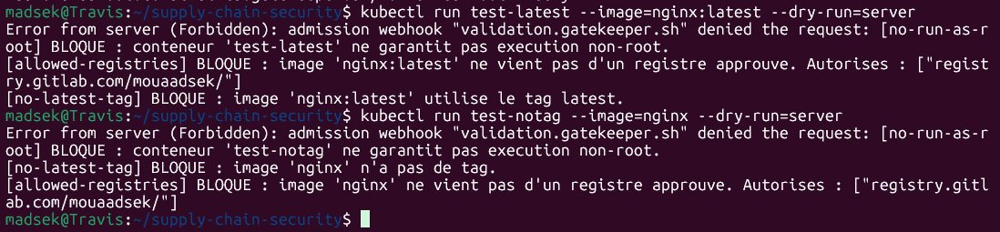 madsek@Travis:~/supply-chain-security$ kubectl run test-latest --image=nginx:latest --dry-run=server
Error from server (Forbidden): admission webhook "validation.gatekeeper.sh" denied the request: [no-run-as-r
oot] BLOQUE : conteneur 'test-latest' ne garantit pas execution non-root.
[allowed-registries] BLOQUE : image 'nginx:latest' ne vient pas d'un registre approuve. Autorises : ["regist
ry.gitlab.com/mouaadsek/"]
[no-latest-tag] BLOQUE : image 'nginx:latest' utilise le tag latest.
madsek@Travis:~/supply-chain-security$ kubectl run test-notag --image=nginx --dry-run=server
Error from server (Forbidden): admission webhook "validation.gatekeeper.sh" denied the request: [no-run-as-r
oot] BLOQUE : conteneur 'test-notag' ne garantit pas execution non-root.
[no-latest-tag] BLOQUE : image 'nginx' n'a pas de tag.
[allowed-registries] BLOQUE : image 'nginx' ne vient pas d'un registre approuve. Autorises : ["registry.gitl
ab.com/mouaadsek/"]
madsek@Travis:~/supply-chain-security$